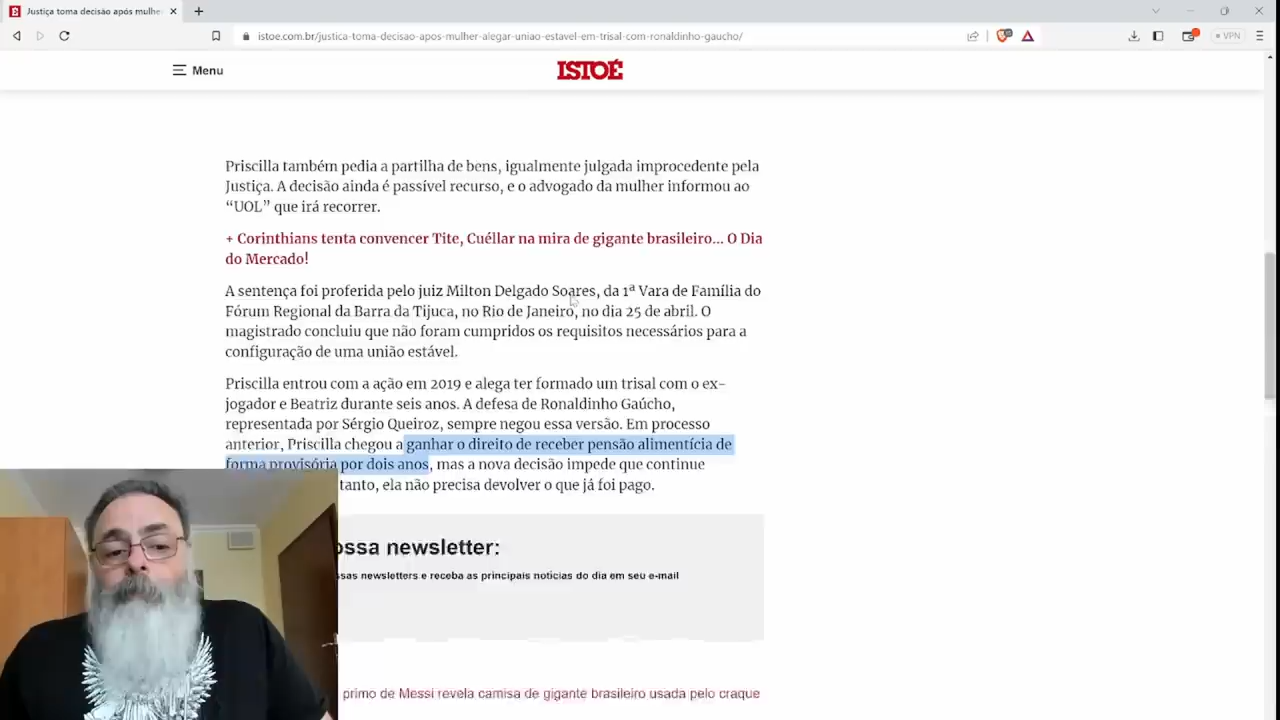 Justiça toma decisão após mulhe
istoe.com.br/justica-toma-decisao-apos-mulher-alegar-uniao-estavel-em-trisal-com-ronaldinho-gaucho/
VPN
Menu
ISTOÉ
Priscilla também pedia a partilha de bens, igualmente julgada improcedente pela
Justiça. A decisão ainda é passível recurso, e o advogado da mulher informou ao
“UOL” que irá recorrer.
+ Corinthians tenta convencer Tite, Cuéllar na mira de gigante brasileiro... O Dia
do Mercado!
A sentença foi proferida pelo juiz Milton Delgado Soares, da 1ª Vara de Família do
Fórum Regional da Barra da Tijuca, no Rio de Janeiro, no dia 25 de abril. O
magistrado concluiu que não foram cumpridos os requisitos necessários para a
configuração de uma união estável.
Priscilla entrou com a ação em 2019 e alega ter formado um trisal com o ex-
jogador e Beatriz durante seis anos. A defesa de Ronaldinho Gaúcho,
representada por Sérgio Queiroz, sempre negou essa versão. Em processo
anterior, Priscilla chegou a ganhar o direito de receber pensão alimentícia de
forma provisória por dois anos, mas a nova decisão impede que continue
tanto, ela não precisa devolver o que já foi pago.
ossa newsletter:
ssas newsletters e receba as principais notícias do dia em seu e-mail
primo de Messi revela camisa de gigante brasileiro usada pelo craque